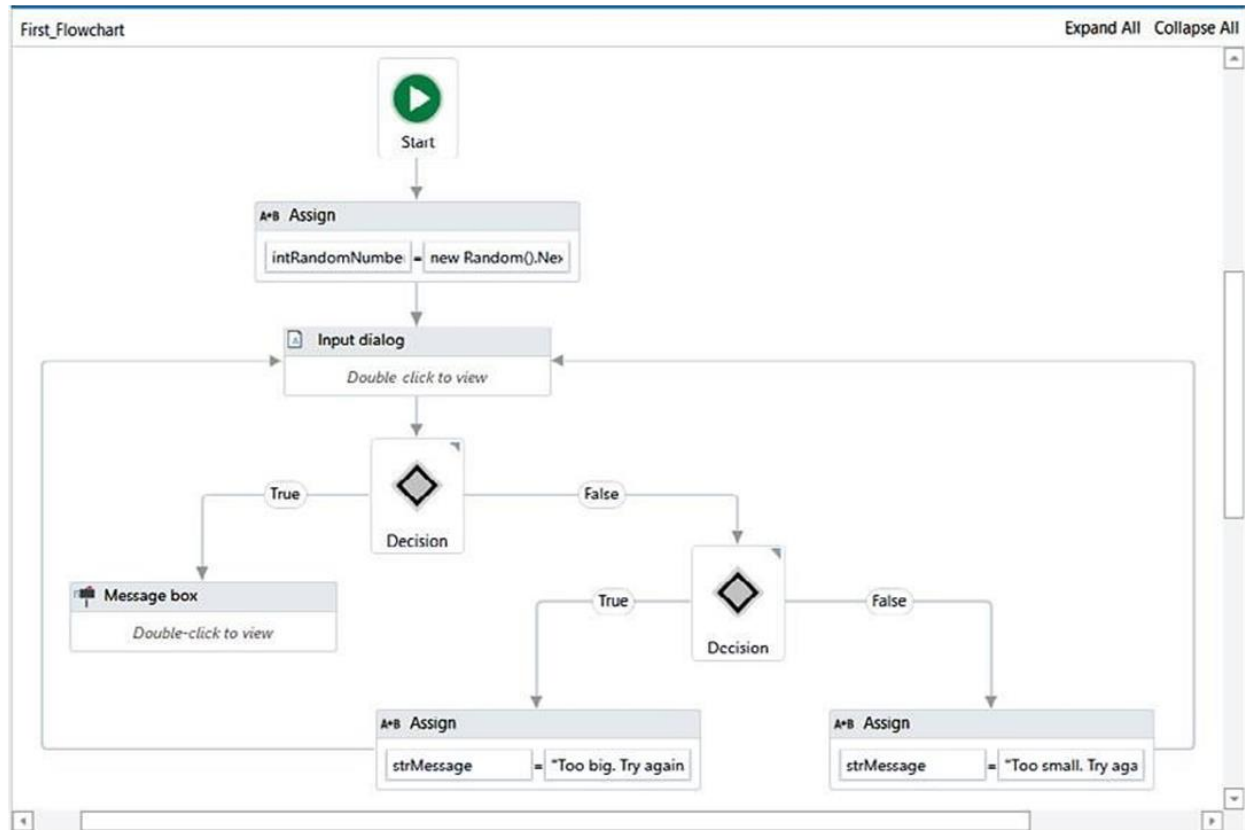 First_Flowchart
Expand All Collapse All
Start
A+B Assign
intRandomNumbe = new Random().Nex
Input dialog
Double click to view
True
False
Decision
Message box
Double-click to view
True
False
Decision
A+B Assign
strMessage = "Too big. Try again
A+B Assign
strMessage = "Too small. Try aga